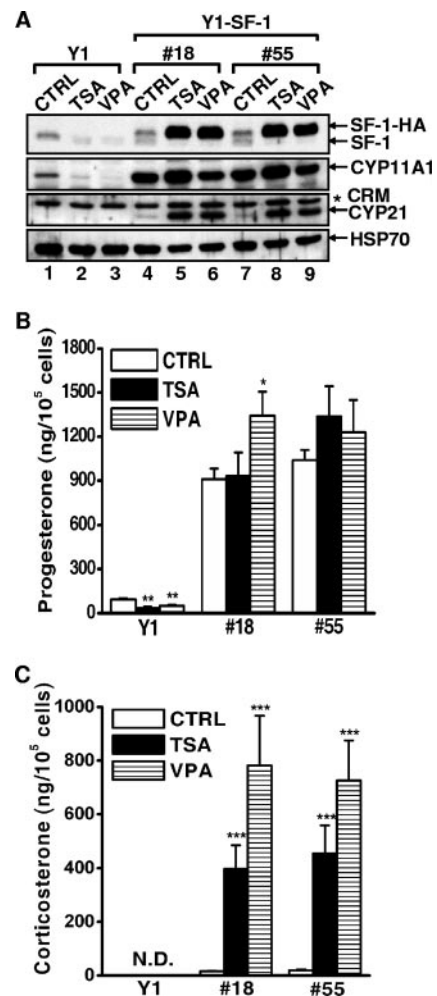 A
Y1-SF-1
Y1 #18 #55
CTRL TSA VPA CTRL TSA VPA CTRL TSA VPA
SF-1-HA
SF-1
CYP11A1
* CRM
CYP21
HSP70
1 2 3 4 5 6 7 8 9
B
Progesterone (ng/10⁵ cells)
1800
1500
1200
900
600
300
0
CTRL
TSA
VPA
*
** **
Y1 #18 #55
C
Corticosterone (ng/10⁵ cells)
1000
800
600
400
200
0
CTRL
TSA
VPA
*** ***
*** ***
N.D.
Y1 #18 #55